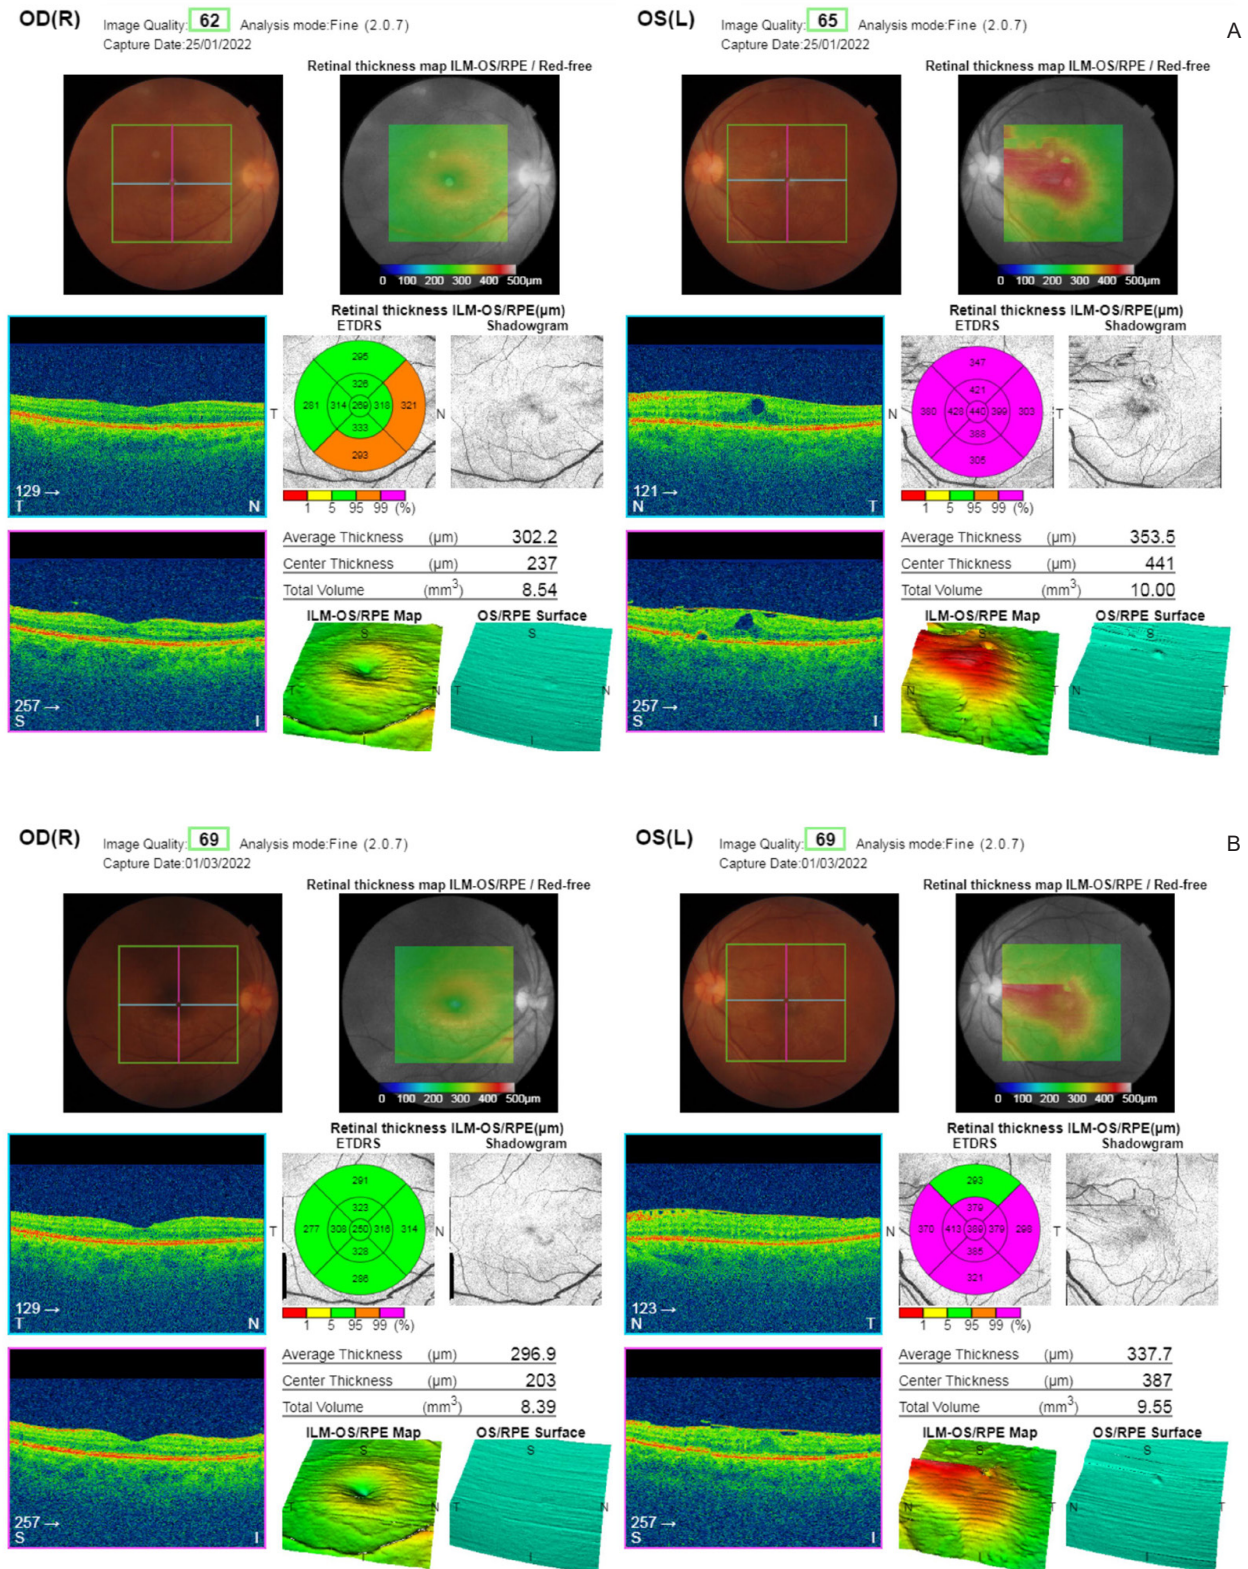 OD(R) Image Quality: 62 Analysis mode:Fine (2.0.7)
Capture Date:25/01/2022
Retinal thickness map ILM-OS/RPE / Red-free
0 100 200 300 400 500µm
Retinal thickness ILM-OS/RPE(µm)
ETDRS Shadowgram
295
326
281 314 269 318 321
333
293
T N
129 →
T N
1 5 95 99 (%)
Average Thickness (µm) 302.2
Center Thickness (µm) 237
Total Volume (mm3) 8.54
ILM-OS/RPE Map OS/RPE Surface
S S
T N T N
I I
257 →
S I
OS(L) Image Quality: 65 Analysis mode:Fine (2.0.7)
A
Capture Date:25/01/2022
Retinal thickness map ILM-OS/RPE / Red-free
0 100 200 300 400 500µm
Retinal thickness ILM-OS/RPE(µm)
ETDRS Shadowgram
347
421
380 428 440 399 303
388
305
N T
121 →
N T
1 5 95 99 (%)
Average Thickness (µm) 353.5
Center Thickness (µm) 441
Total Volume (mm3) 10.00
ILM-OS/RPE Map OS/RPE Surface
S S
N T N T
I I
257 →
S I
OD(R) Image Quality: 69 Analysis mode:Fine (2.0.7)
Capture Date:01/03/2022
Retinal thickness map ILM-OS/RPE / Red-free
0 100 200 300 400 500µm
Retinal thickness ILM-OS/RPE(µm)
ETDRS Shadowgram
291
323
277 308 250 316 314
328
286
T N
129 →
T N
1 5 95 99 (%)
Average Thickness (µm) 296.9
Center Thickness (µm) 203
Total Volume (mm3) 8.39
ILM-OS/RPE Map OS/RPE Surface
S S
T N T N
I I
257 →
S I
OS(L) Image Quality: 69 Analysis mode:Fine (2.0.7)
B
Capture Date:01/03/2022
Retinal thickness map ILM-OS/RPE / Red-free
0 100 200 300 400 500µm
Retinal thickness ILM-OS/RPE(µm)
ETDRS Shadowgram
293
379
370 413 389 379 298
385
321
N T
123 →
N T
1 5 95 99 (%)
Average Thickness (µm) 337.7
Center Thickness (µm) 387
Total Volume (mm3) 9.55
ILM-OS/RPE Map OS/RPE Surface
S S
N T N T
I I
257 →
S I